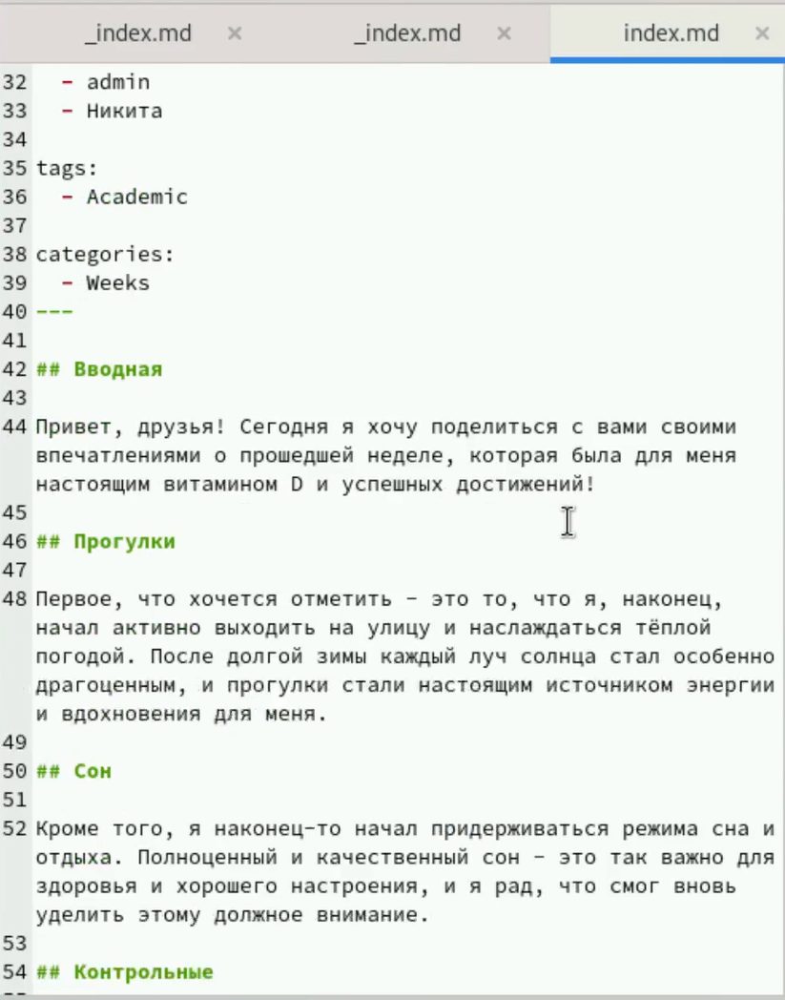 _index.md × _index.md × index.md ×
32 - admin
33 - Никита
34
35 tags:
36 - Academic
37
38 categories:
39 - Weeks
40 ---
41
42 ## Вводная
43
44 Привет, друзья! Сегодня я хочу поделиться с вами своими
впечатлениями о прошедшей неделе, которая была для меня
настоящим витамином D и успешных достижений!
45
46 ## Прогулки
47
48 Первое, что хочется отметить - это то, что я, наконец,
начал активно выходить на улицу и наслаждаться тёплой
погодой. После долгой зимы каждый луч солнца стал особенно
драгоценным, и прогулки стали настоящим источником энергии
и вдохновения для меня.
49
50 ## Сон
51
52 Кроме того, я наконец-то начал придерживаться режима сна и
отдыха. Полноценный и качественный сон - это так важно для
здоровья и хорошего настроения, и я рад, что смог вновь
уделить этому должное внимание.
53
54 ## Контрольные